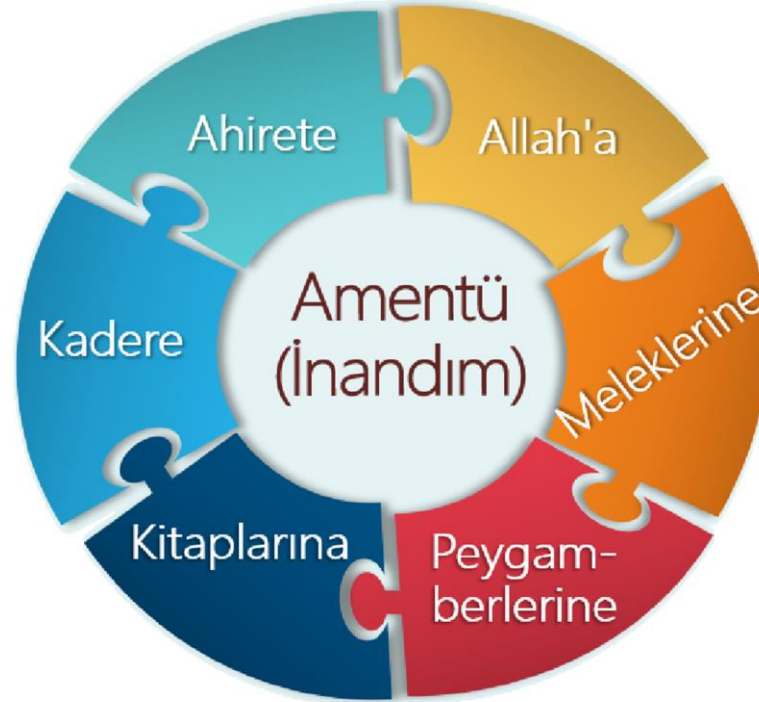 Amentü
(İnandım)
Allah'a
Meleklerine
Peygam-
berlerine
Kitaplarına
Kadere
Ahirete